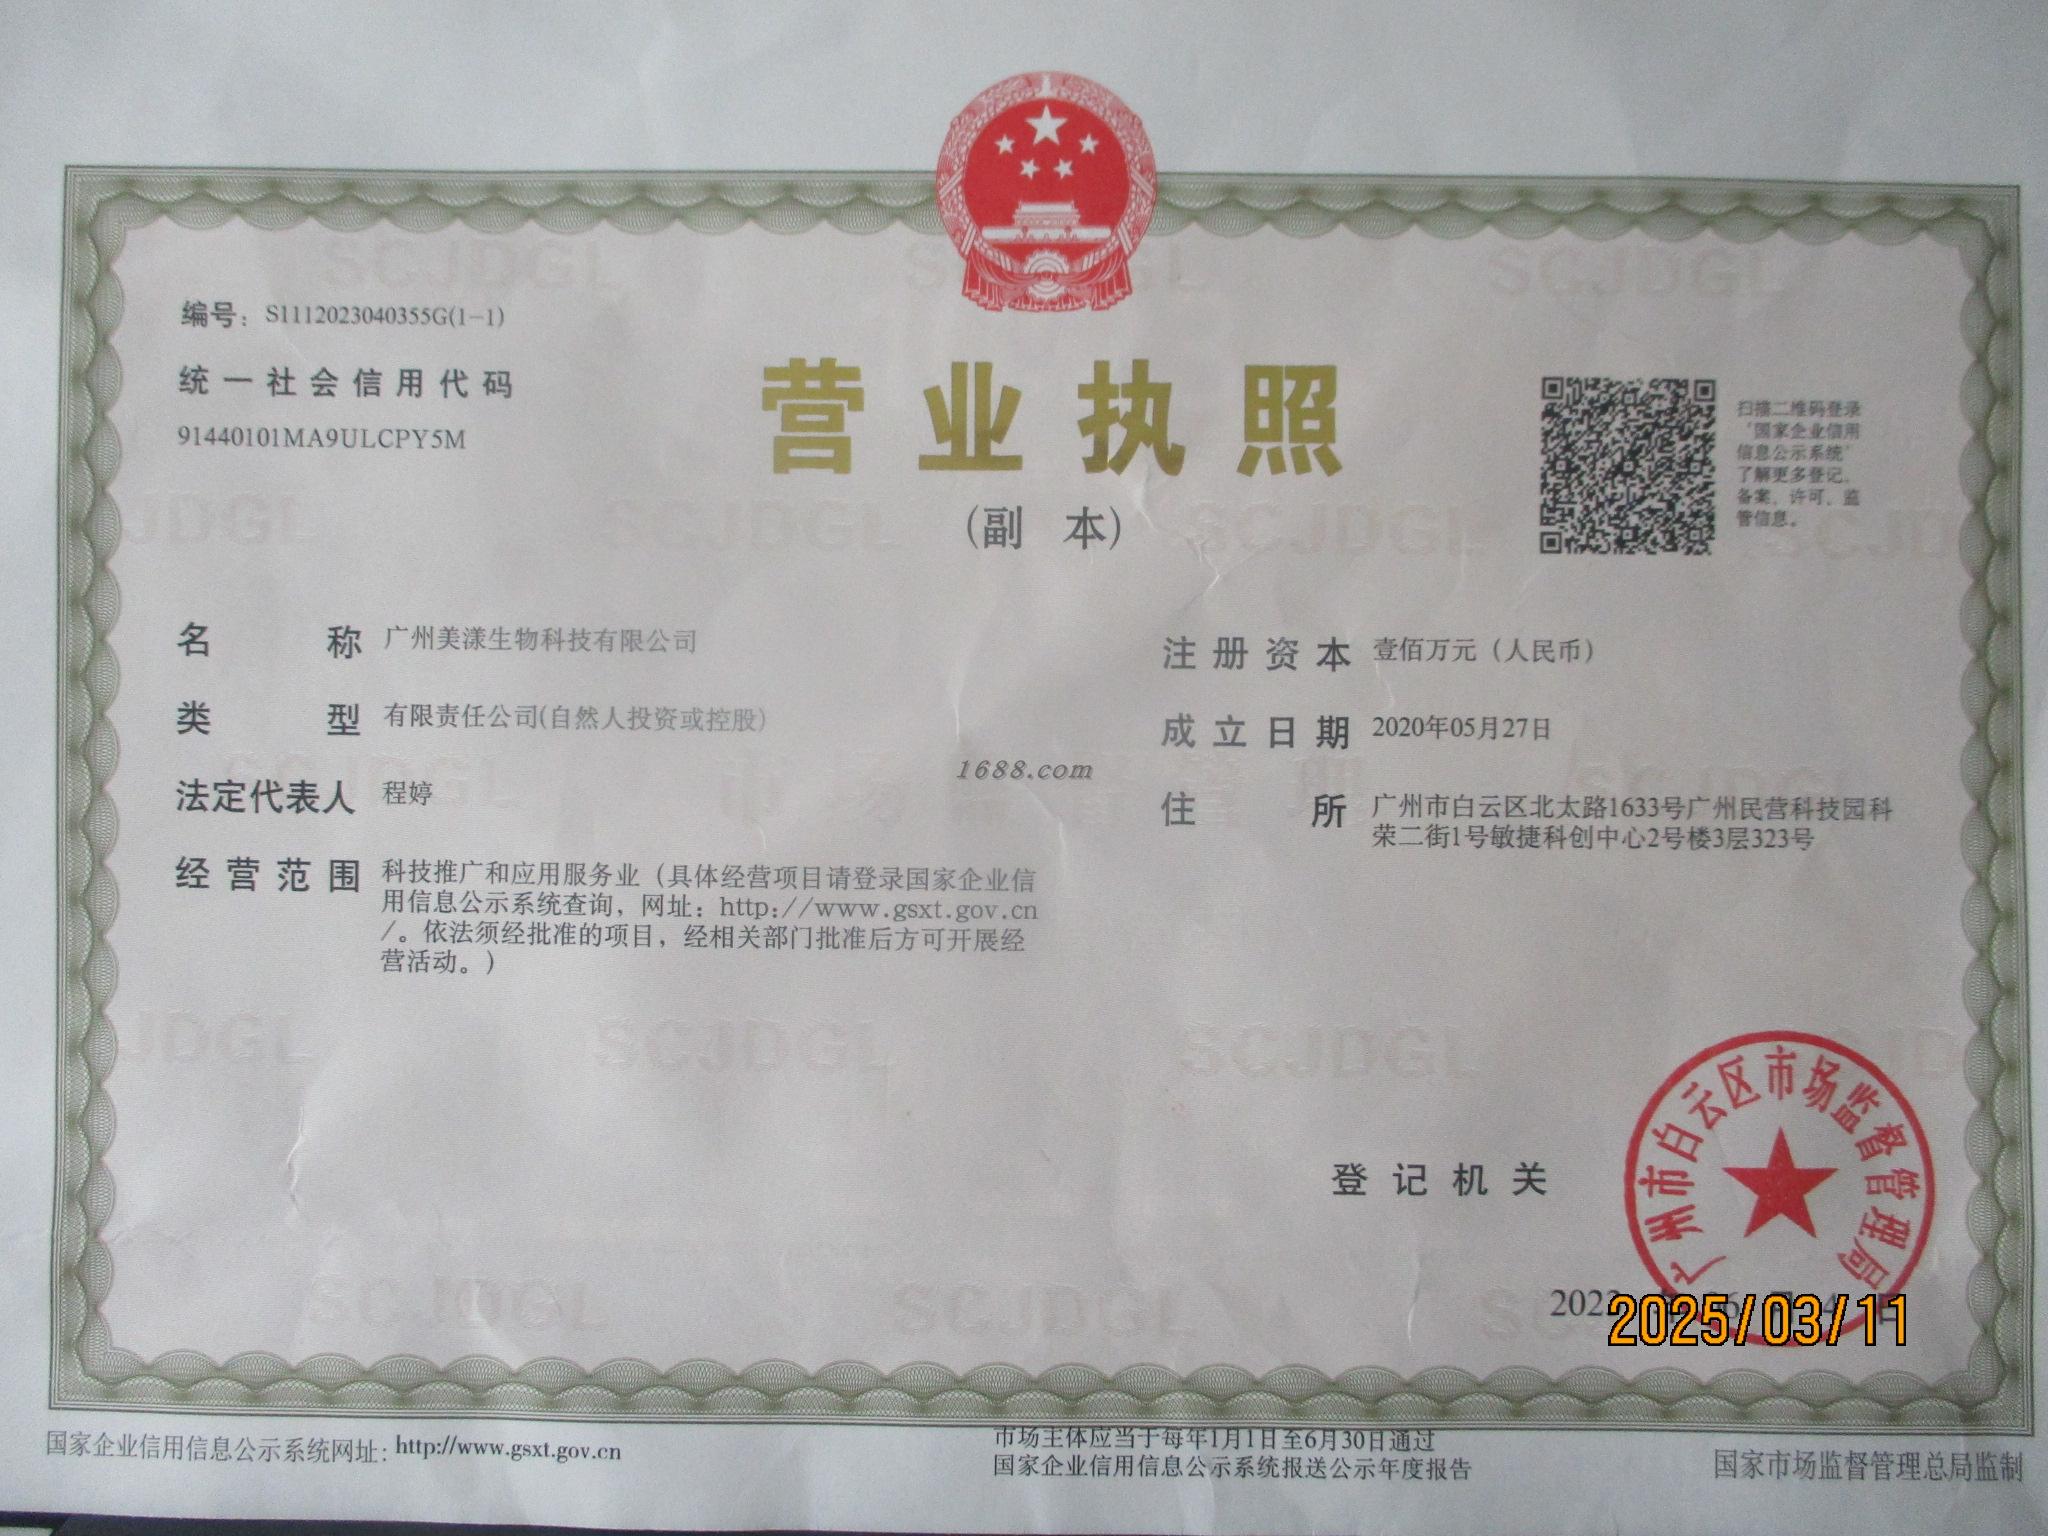 编号：S1112023040355G(1-1)
统一社会信用代码
91440101MA9ULCPY5M
营业执照
(副 本)
扫描二维码登录
‘国家企业信用
信息公示系统’
了解更多登记、
备案、许可、监
管信息。
名 称 广州美漾生物科技有限公司
类 型 有限责任公司(自然人投资或控股)
法定代表人 程婷
经营范围 科技推广和应用服务业（具体经营项目请登录国家企业信
用信息公示系统查询，网址：http://www.gsxt.gov.cn
/。依法须经批准的项目，经相关部门批准后方可开展经
营活动。）
注册资本 壹佰万元（人民币）
成立日期 2020年05月27日
住 所 广州市白云区北太路1633号广州民营科技园科
荣二街1号敏捷科创中心2号楼3层323号
1688.com
登记机关
广州市白云区市场监督管理局
2025/03/11
国家企业信用信息公示系统网址：http://www.gsxt.gov.cn
市场主体应当于每年1月1日至6月30日通过
国家企业信用信息公示系统报送公示年度报告
国家市场监督管理总局监制
SCJDGL